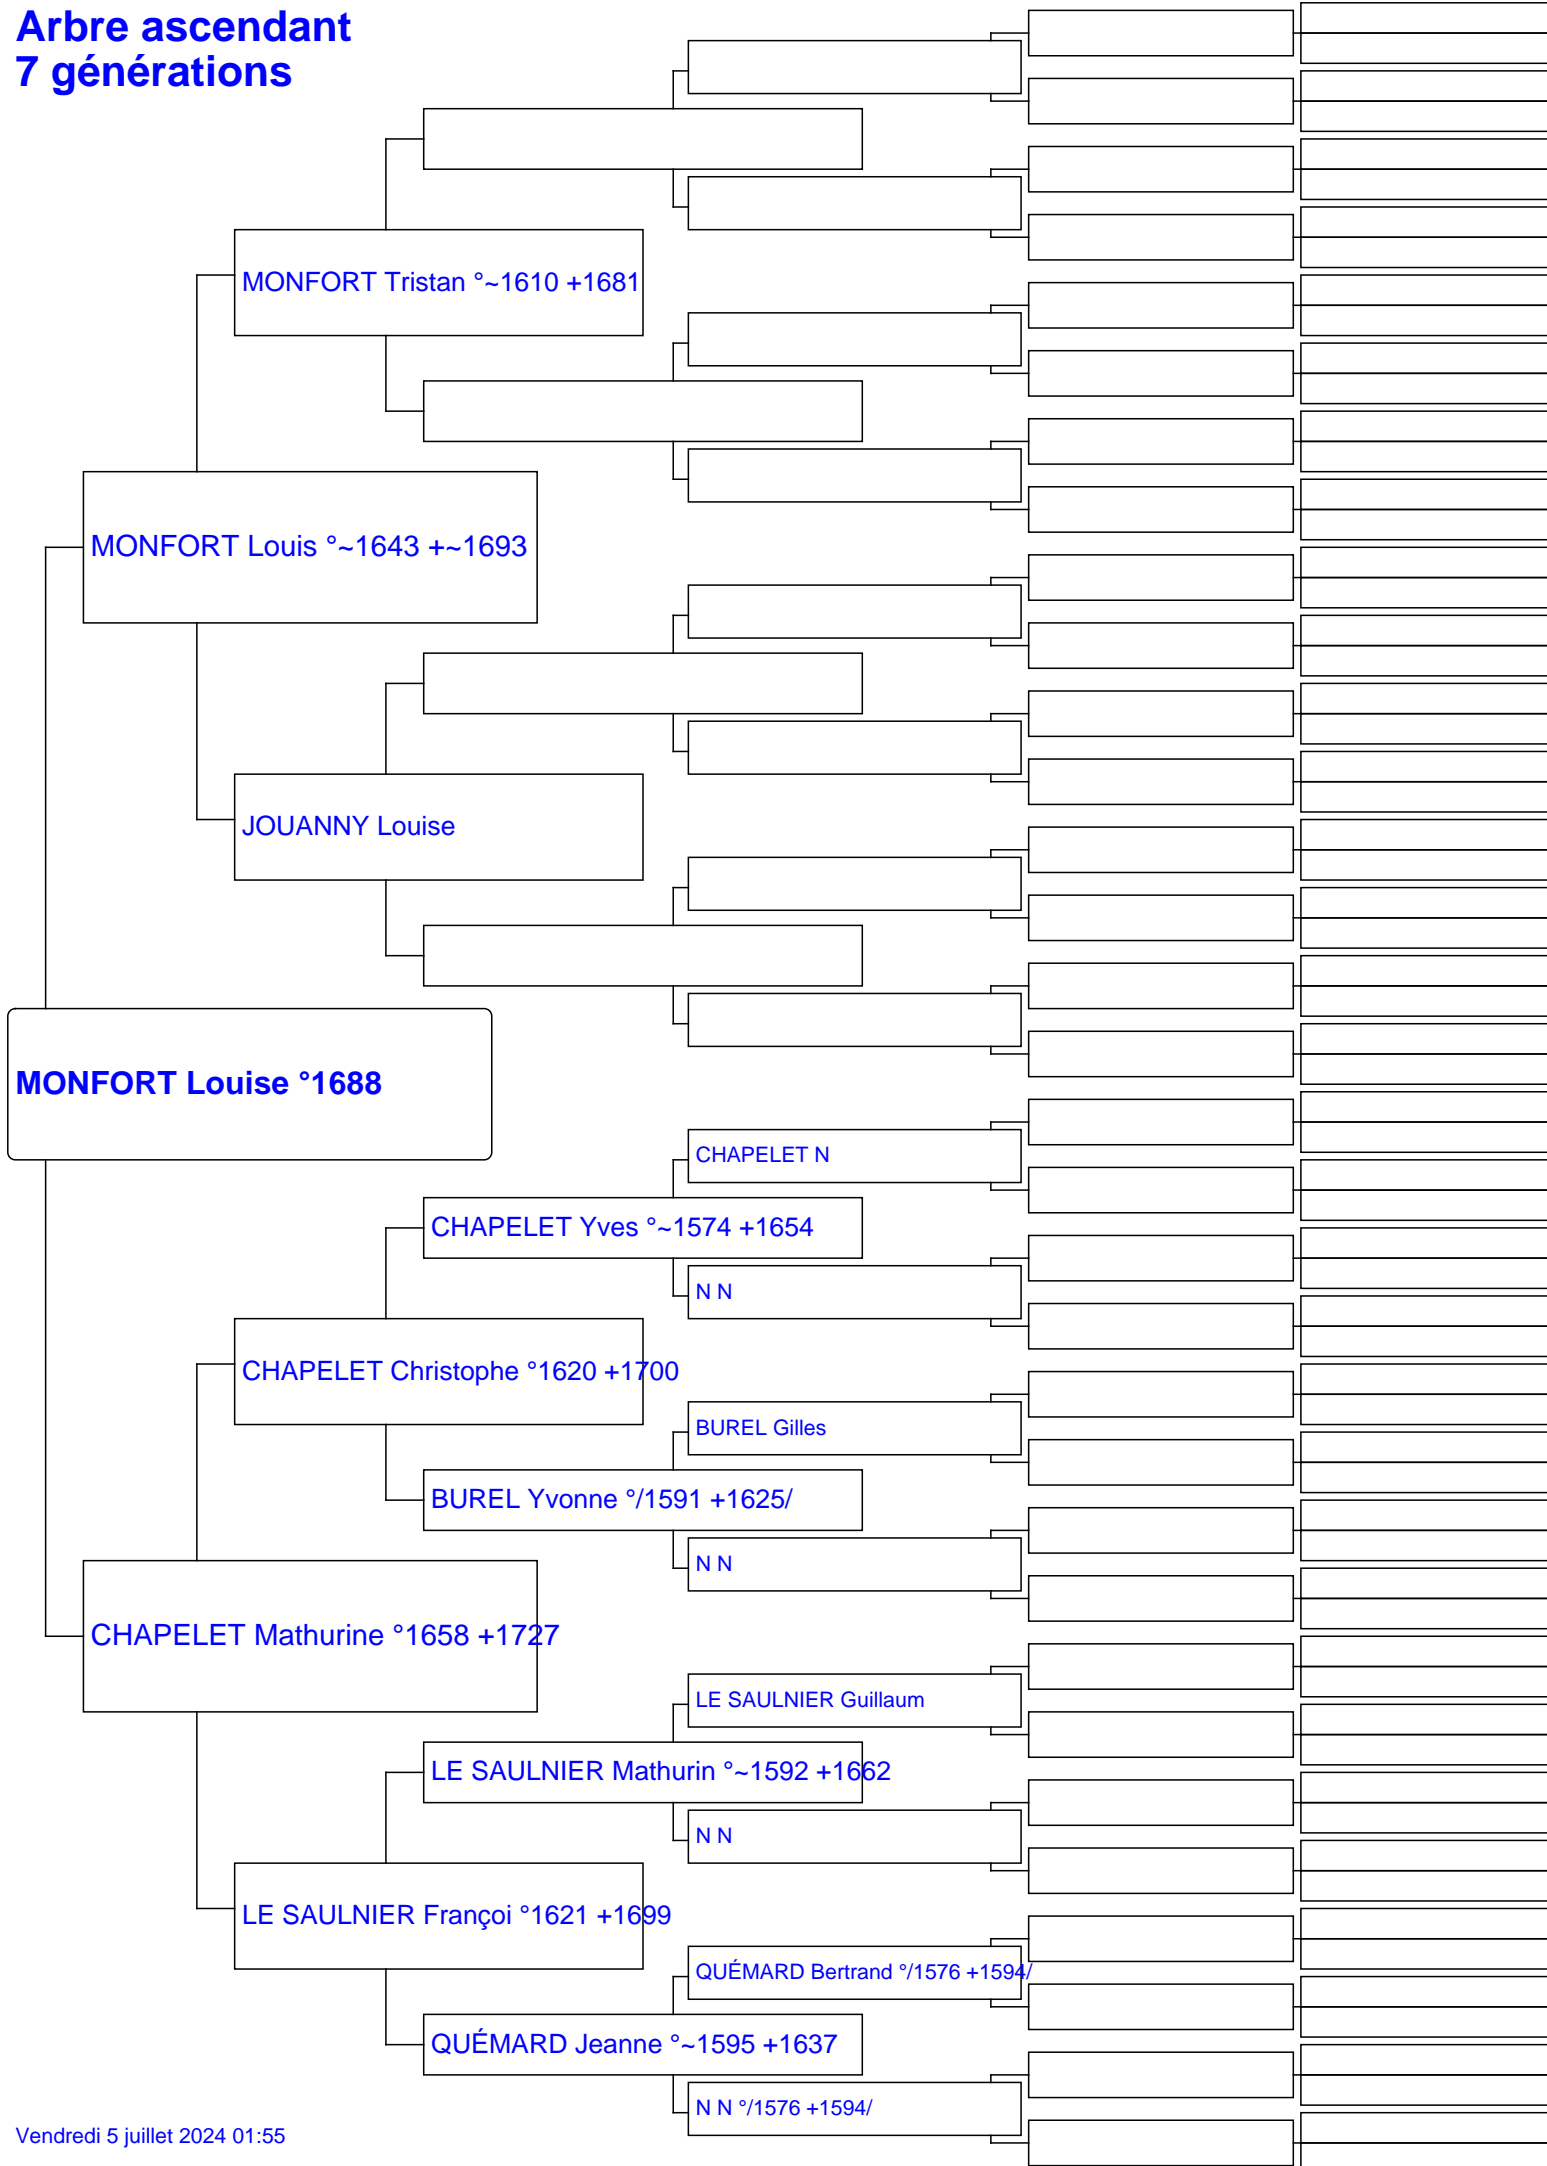 Arbre ascendant
7 générations
MONFORT Tristan °~1610 +1681
MONFORT Louis °~1643 +~1693
JOUANNY Louise
MONFORT Louise °1688
CHAPELET N
CHAPELET Yves °~1574 +1654
N N
CHAPELET Christophe °1620 +1700
BUREL Gilles
BUREL Yvonne °/1591 +1625/
N N
CHAPELET Mathurine °1658 +1727
LE SAULNIER Guillaum
LE SAULNIER Mathurin °~1592 +1662
N N
LE SAULNIER Françoi °1621 +1699
QUÉMARD Bertrand °/1576 +1594/
QUÉMARD Jeanne °~1595 +1637
N N °/1576 +1594/
Vendredi 5 juillet 2024 01:55